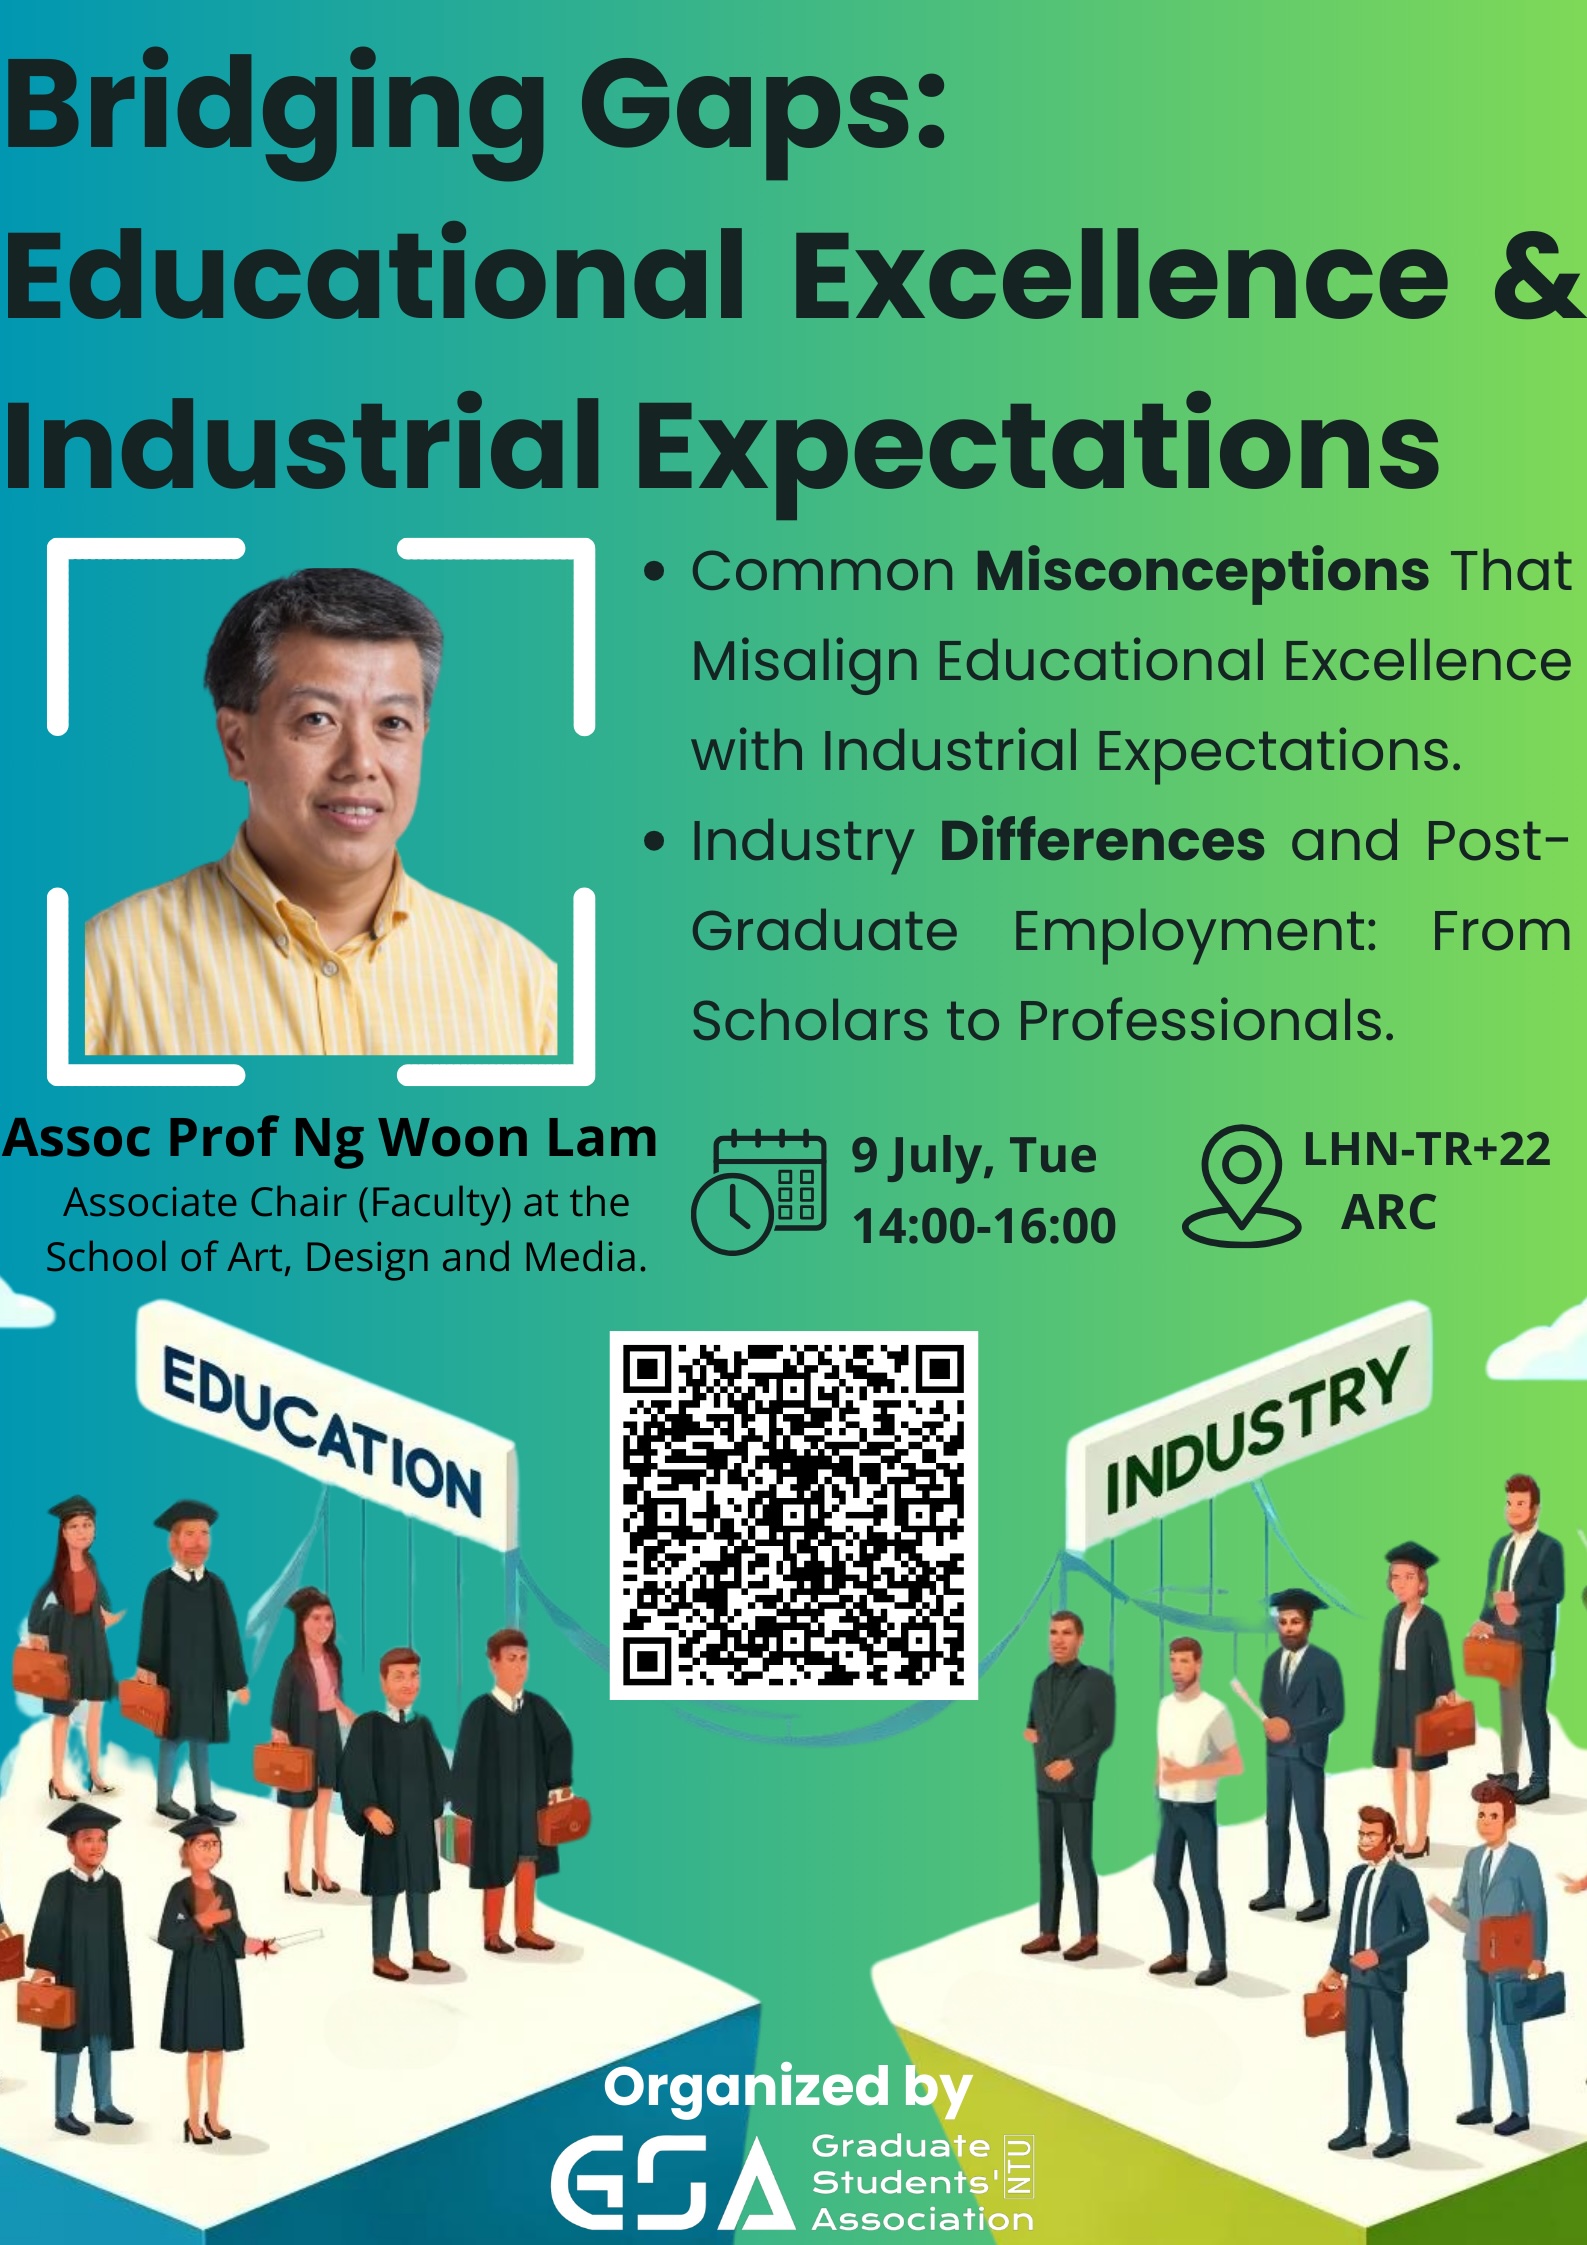 Bridging Gaps:
Educational Excellence &
Industrial Expectations
• Common Misconceptions That
Misalign Educational Excellence
with Industrial Expectations.
• Industry Differences and Post-
Graduate Employment: From
Scholars to Professionals.
Assoc Prof Ng Woon Lam
Associate Chair (Faculty) at the
School of Art, Design and Media.
9 July, Tue
14:00-16:00
LHN-TR+22
ARC
EDUCATION
INDUSTRY
Organized by
GSA
Graduate
Students'
Association
NTU